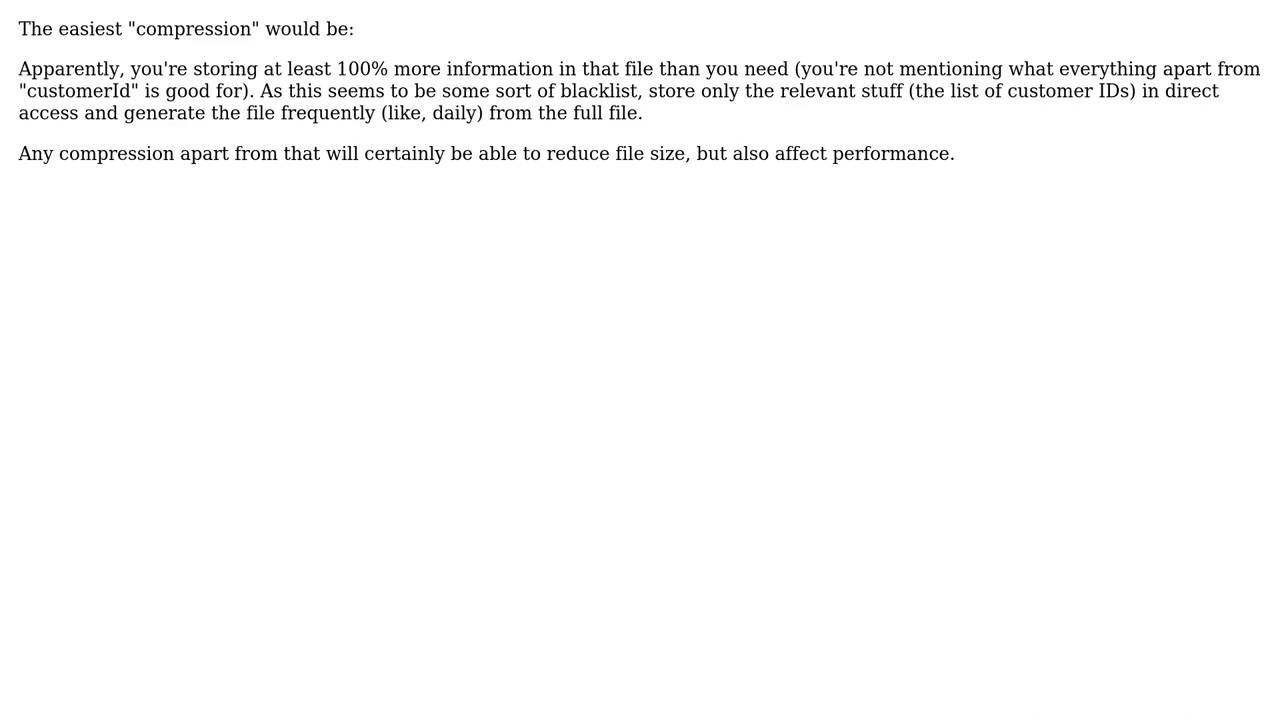 The easiest "compression" would be:
Apparently, you're storing at least 100% more information in that file than you need (you're not mentioning what everything apart from
"customerId" is good for). As this seems to be some sort of blacklist, store only the relevant stuff (the list of customer IDs) in direct
access and generate the file frequently (like, daily) from the full file.
Any compression apart from that will certainly be able to reduce file size, but also affect performance.